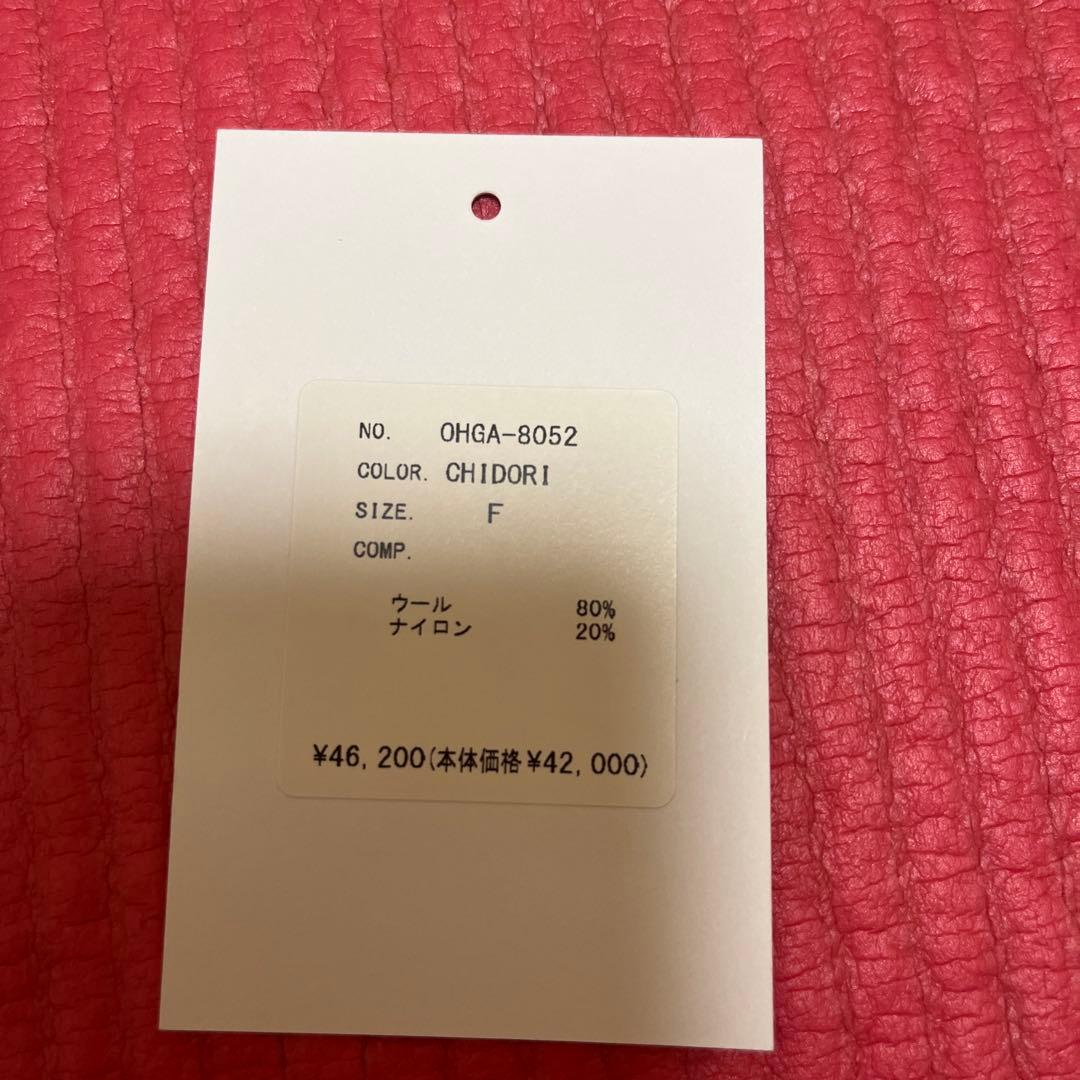 NO. OHGA-8052
COLOR. CHIDORI
SIZE. F
COMP.
ウール 80%
ナイロン 20%
¥46,200(本体価格¥42,000)